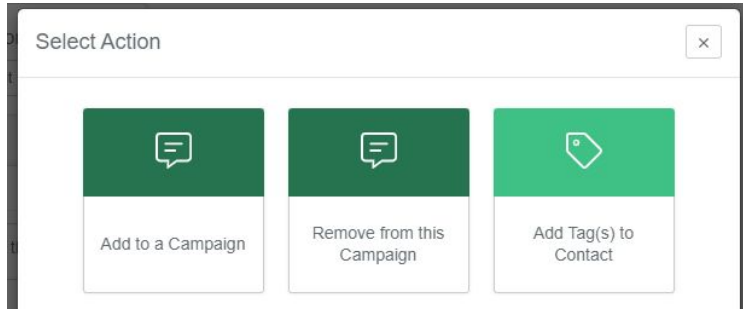 Select Action
Add to a Campaign
Remove from this
Campaign
Add Tag(s) to
Contact